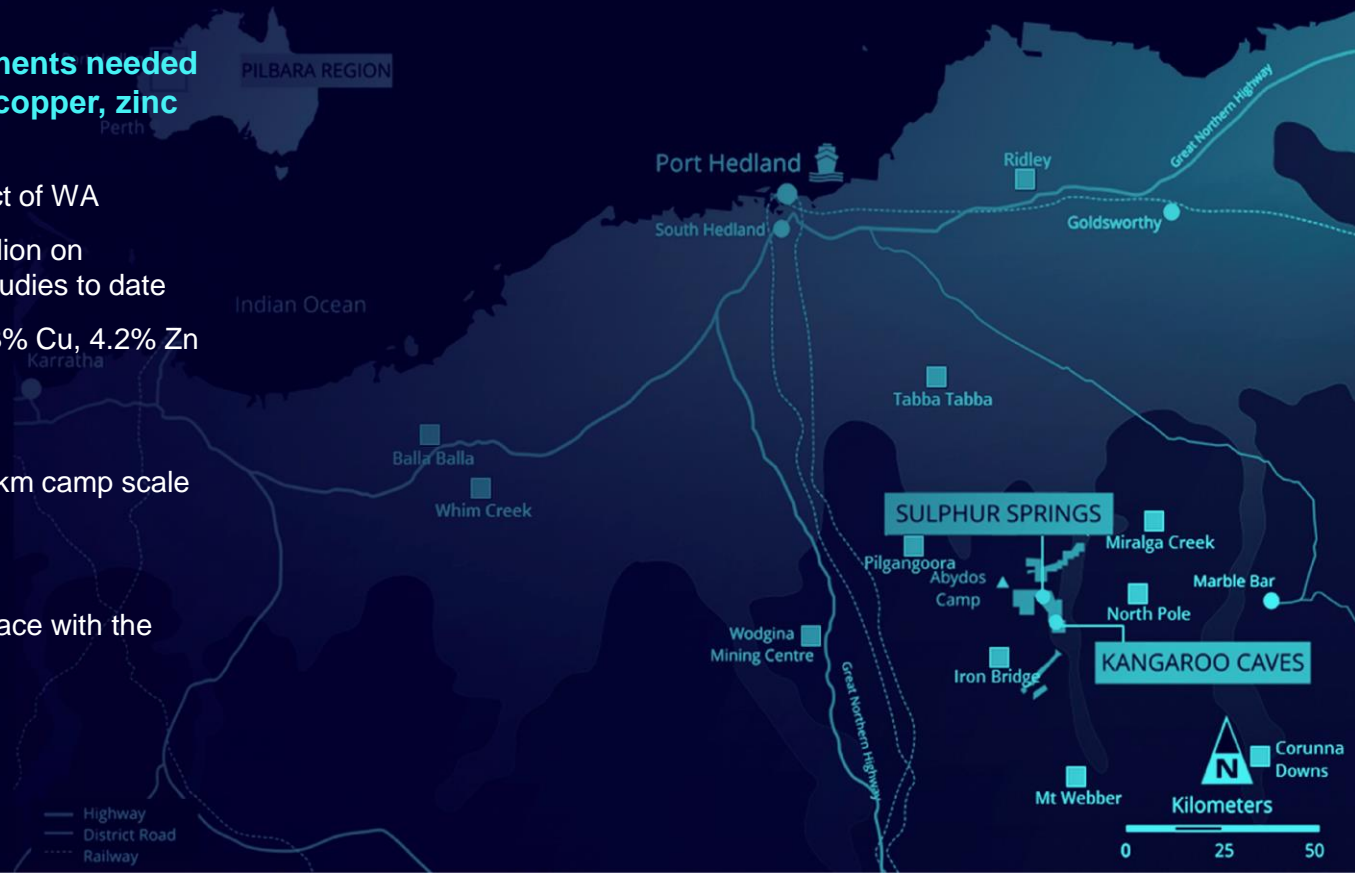 ments needed
copper, zinc
ct of WA
lion on
udies to date
% Cu, 4.2% Zn
km camp scale
ace with the
PILBARA REGION
Perth
Port Hedland
Ridley
Great Northern Highway
South Hedland
Goldsworthy
Indian Ocean
Karratha
Tabba Tabba
Balla Balla
Whim Creek
SULPHUR SPRINGS
Miralga Creek
Pilgangoora
Abydos
Camp
Marble Bar
North Pole
Wodgina
Mining Centre
Iron Bridge
KANGAROO CAVES
Great Northern Highway
Corunna
Downs
N
Mt Webber
Kilometers
0 25 50
Highway
District Road
Railway